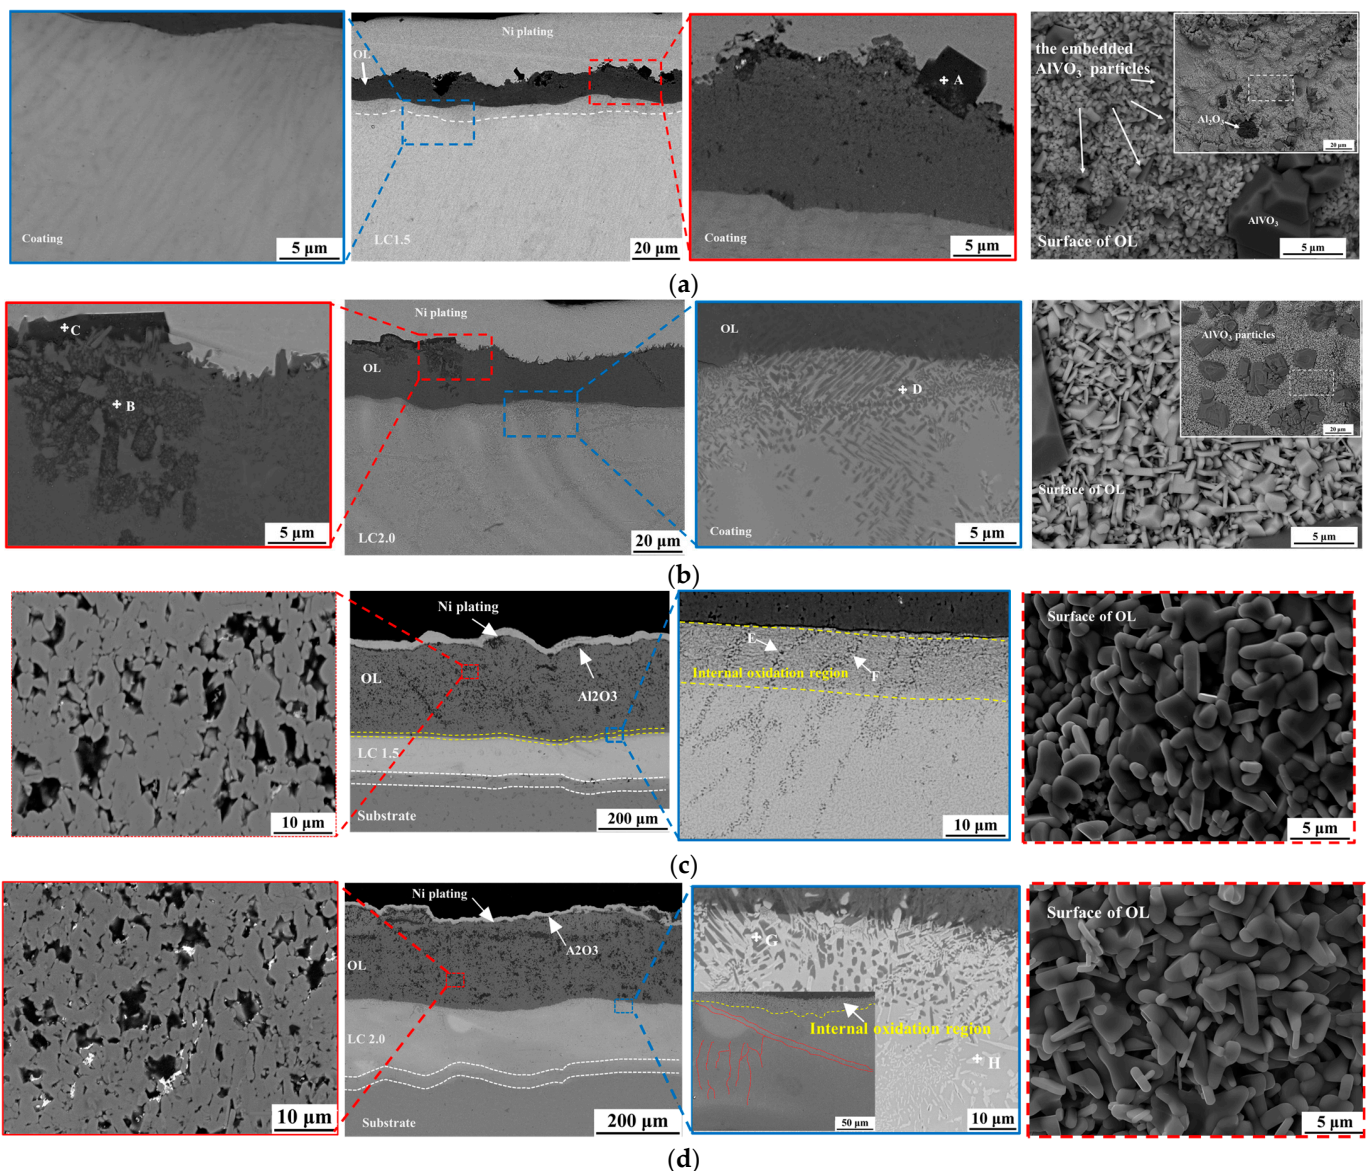 Coating
5 μm
Ni plating
OL
LC1.5
20 μm
A
Coating
5 μm
the embedded
AlVO₃ particles
Al₂O₃
20 μm
AlVO₃
Surface of OL
5 μm
(a)
C
B
5 μm
Ni plating
OL
LC2.0
20 μm
OL
D
Coating
5 μm
AlVO₃ particles
20 μm
Surface of OL
5 μm
(b)
10 μm
Ni plating
OL
Al2O3
LC 1.5
Substrate
200 μm
E
Internal oxidation region
F
10 μm
Surface of OL
5 μm
(c)
10 μm
Ni plating
A2O3
OL
LC 2.0
Substrate
200 μm
G
Internal oxidation region
H
50 μm
10 μm
Surface of OL
5 μm
(d)